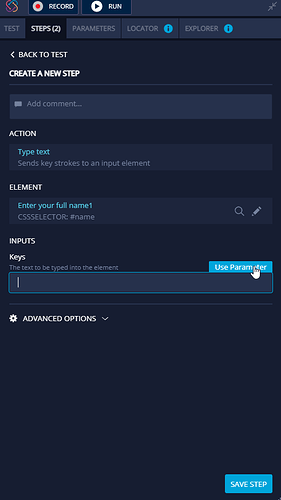 RECORD
RUN
TEST
STEPS (2)
PARAMETERS
LOCATOR
EXPLORER
BACK TO TEST
CREATE A NEW STEP
Add comment...
ACTION
Type text
Sends key strokes to an input element
ELEMENT
Enter your full name1
CSSSELECTOR: #name
INPUTS
Keys
The text to be typed into the element
Use Parameter
ADVANCED OPTIONS
SAVE STEP